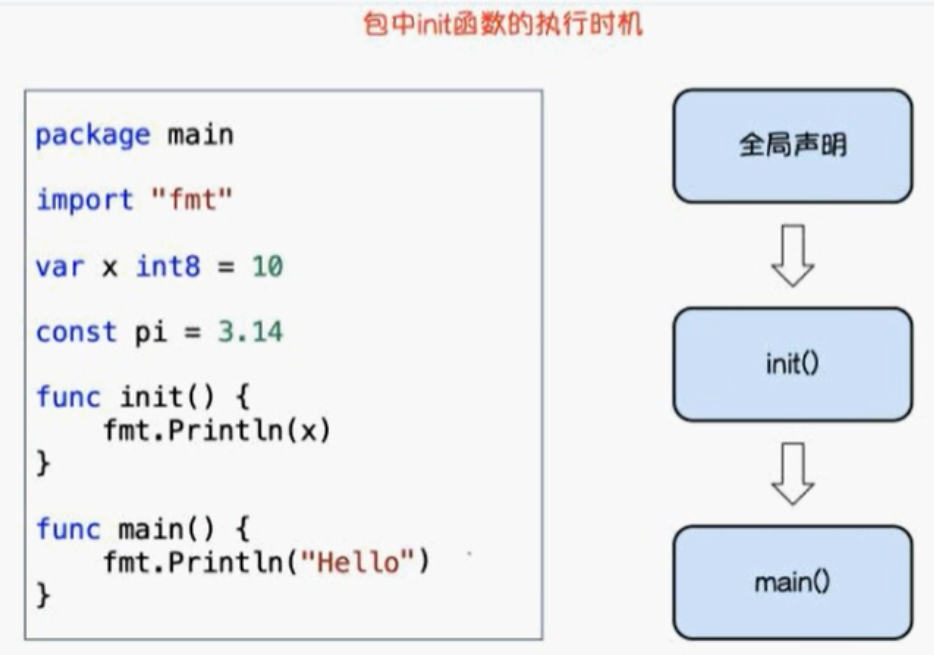 包中init函数的执行时机
package main
import "fmt"
var x int8 = 10
const pi = 3.14
func init() {
    fmt.Println(x)
}
func main() {
    fmt.Println("Hello")
}
全局声明
init()
main()